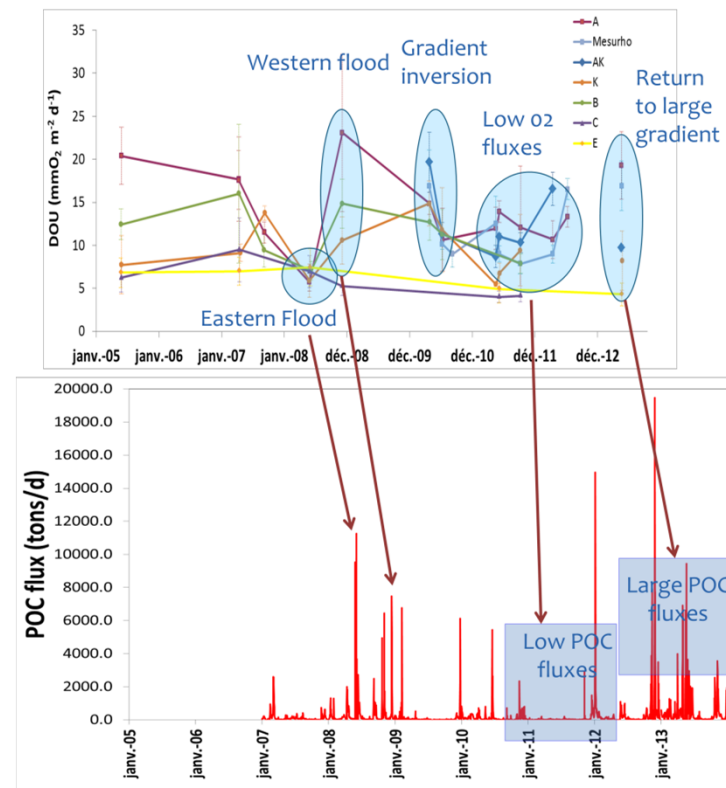 35
30
25
20
15
10
5
0
DOU (mmO₂ m⁻² d⁻¹)
A
Mesurho
AK
K
B
C
E
Western flood
Gradient
inversion
Low 02
fluxes
Return
to large
gradient
Eastern Flood
janv.-05
janv.-06
janv.-07
janv.-08
déc.-08
déc.-09
déc.-10
déc.-11
déc.-12
20000.0
18000.0
16000.0
14000.0
12000.0
10000.0
8000.0
6000.0
4000.0
2000.0
0.0
POC flux (tons/d)
Low POC
fluxes
Large POC
fluxes
janv.-05
janv.-06
janv.-07
janv.-08
janv.-09
janv.-10
janv.-11
janv.-12
janv.-13